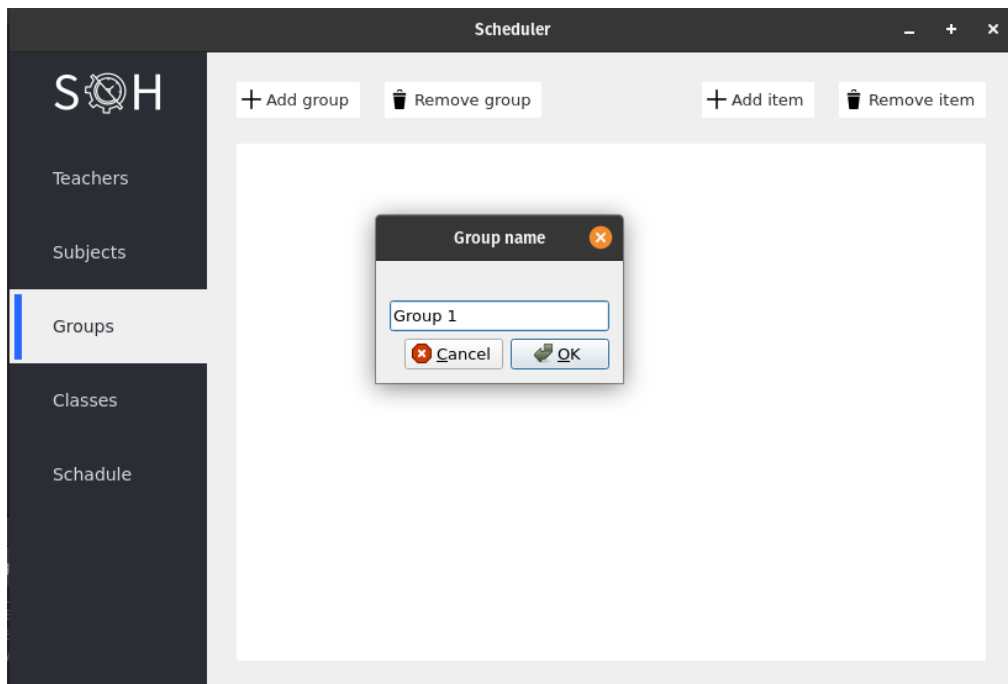 Scheduler
SH
Add group
Remove group
Add item
Remove item
Teachers
Subjects
Groups
Classes
Schadule
Group name
Group 1
Cancel
OK